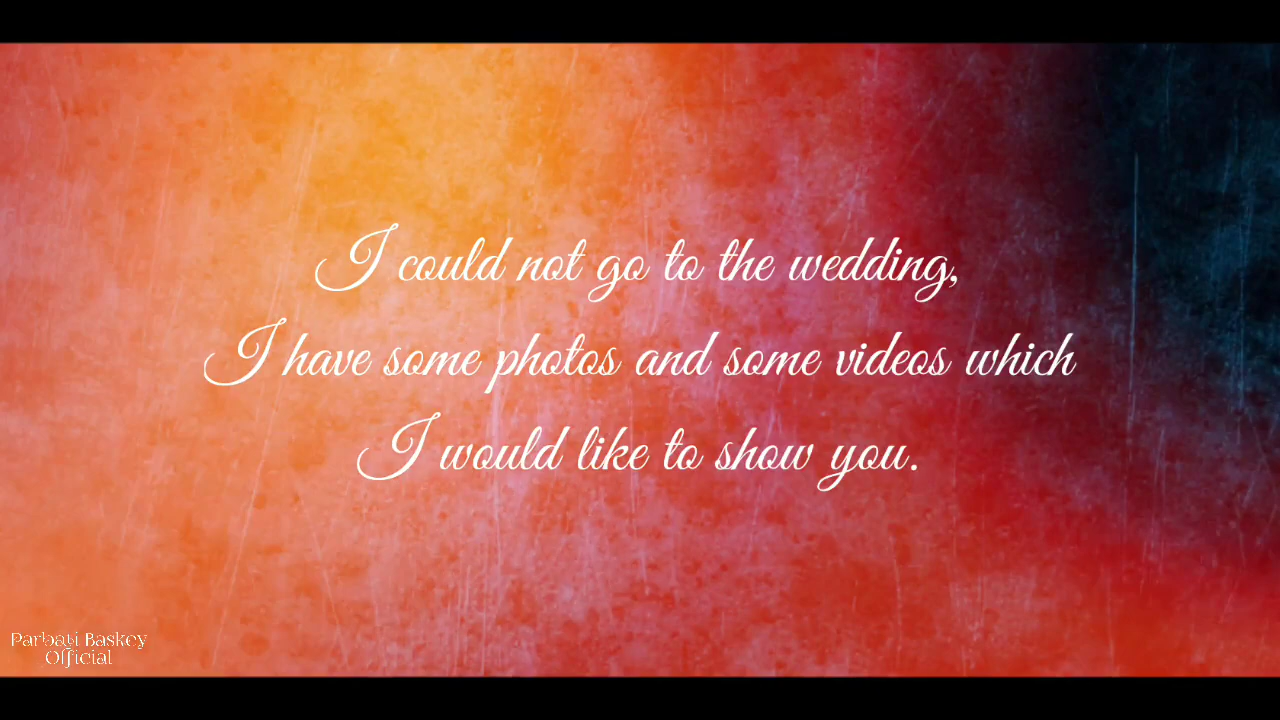 I could not go to the wedding,
I have some photos and some videos which
I would like to show you.
Parbati Baskey
Official